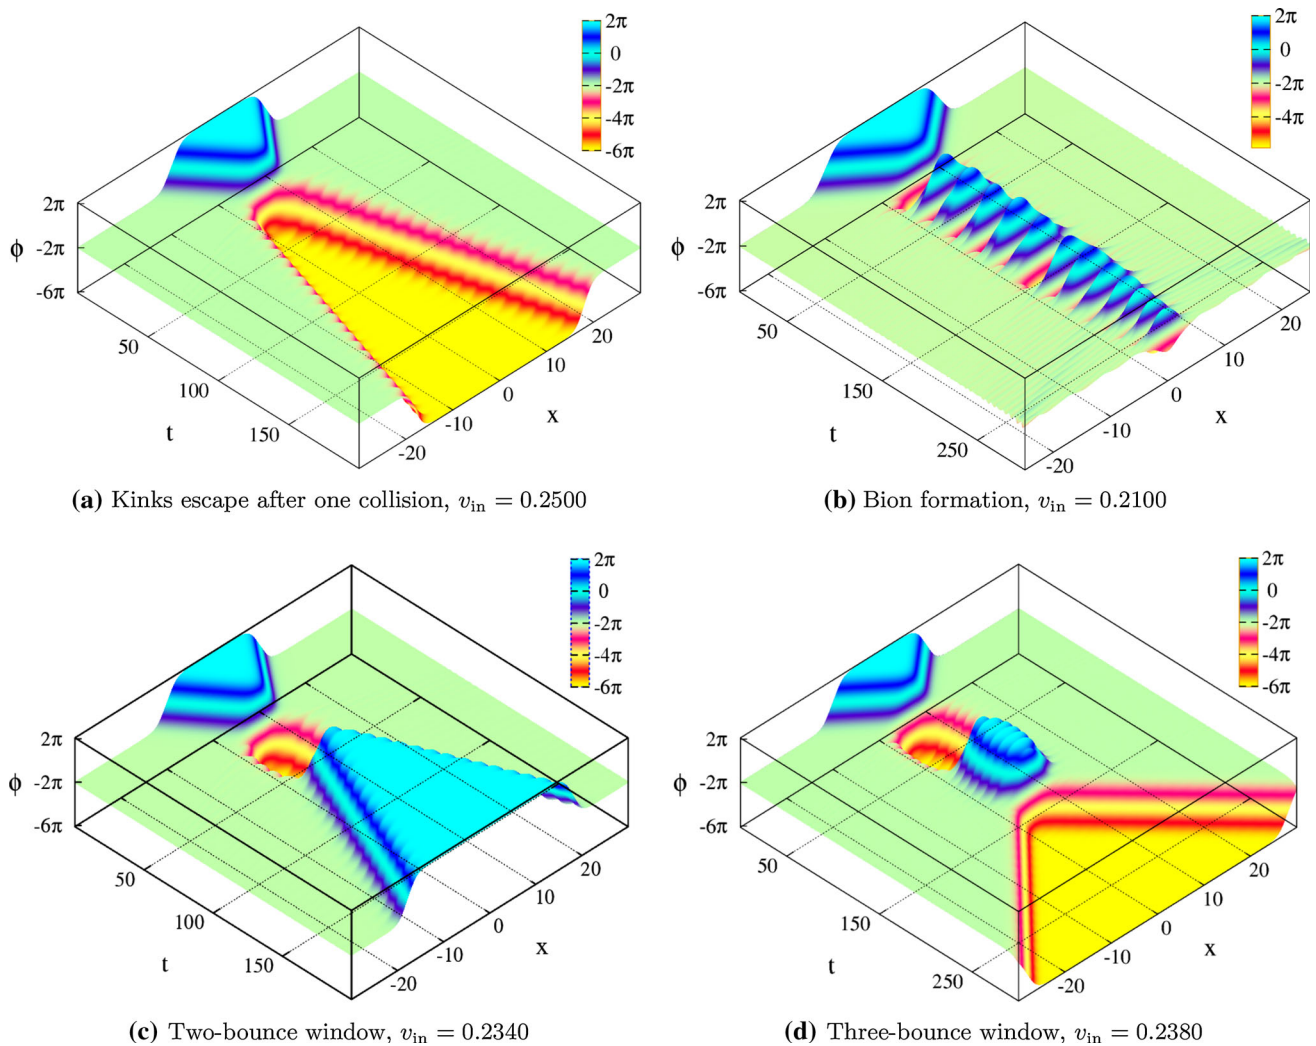 2π
0
-2π
-4π
-6π
2π
ϕ -2π
-6π
50
100
150
t
-20
-10
0
10
20
x
(a) Kinks escape after one collision, v_in = 0.2500
2π
0
-2π
-4π
-6π
2π
ϕ -2π
-6π
50
150
250
t
-20
-10
0
10
20
x
(b) Bion formation, v_in = 0.2100
2π
0
-2π
-4π
-6π
2π
ϕ -2π
-6π
50
100
150
t
-20
-10
0
10
20
x
(c) Two-bounce window, v_in = 0.2340
2π
0
-2π
-4π
-6π
2π
ϕ -2π
-6π
50
150
250
t
-20
-10
0
10
20
x
(d) Three-bounce window, v_in = 0.2380